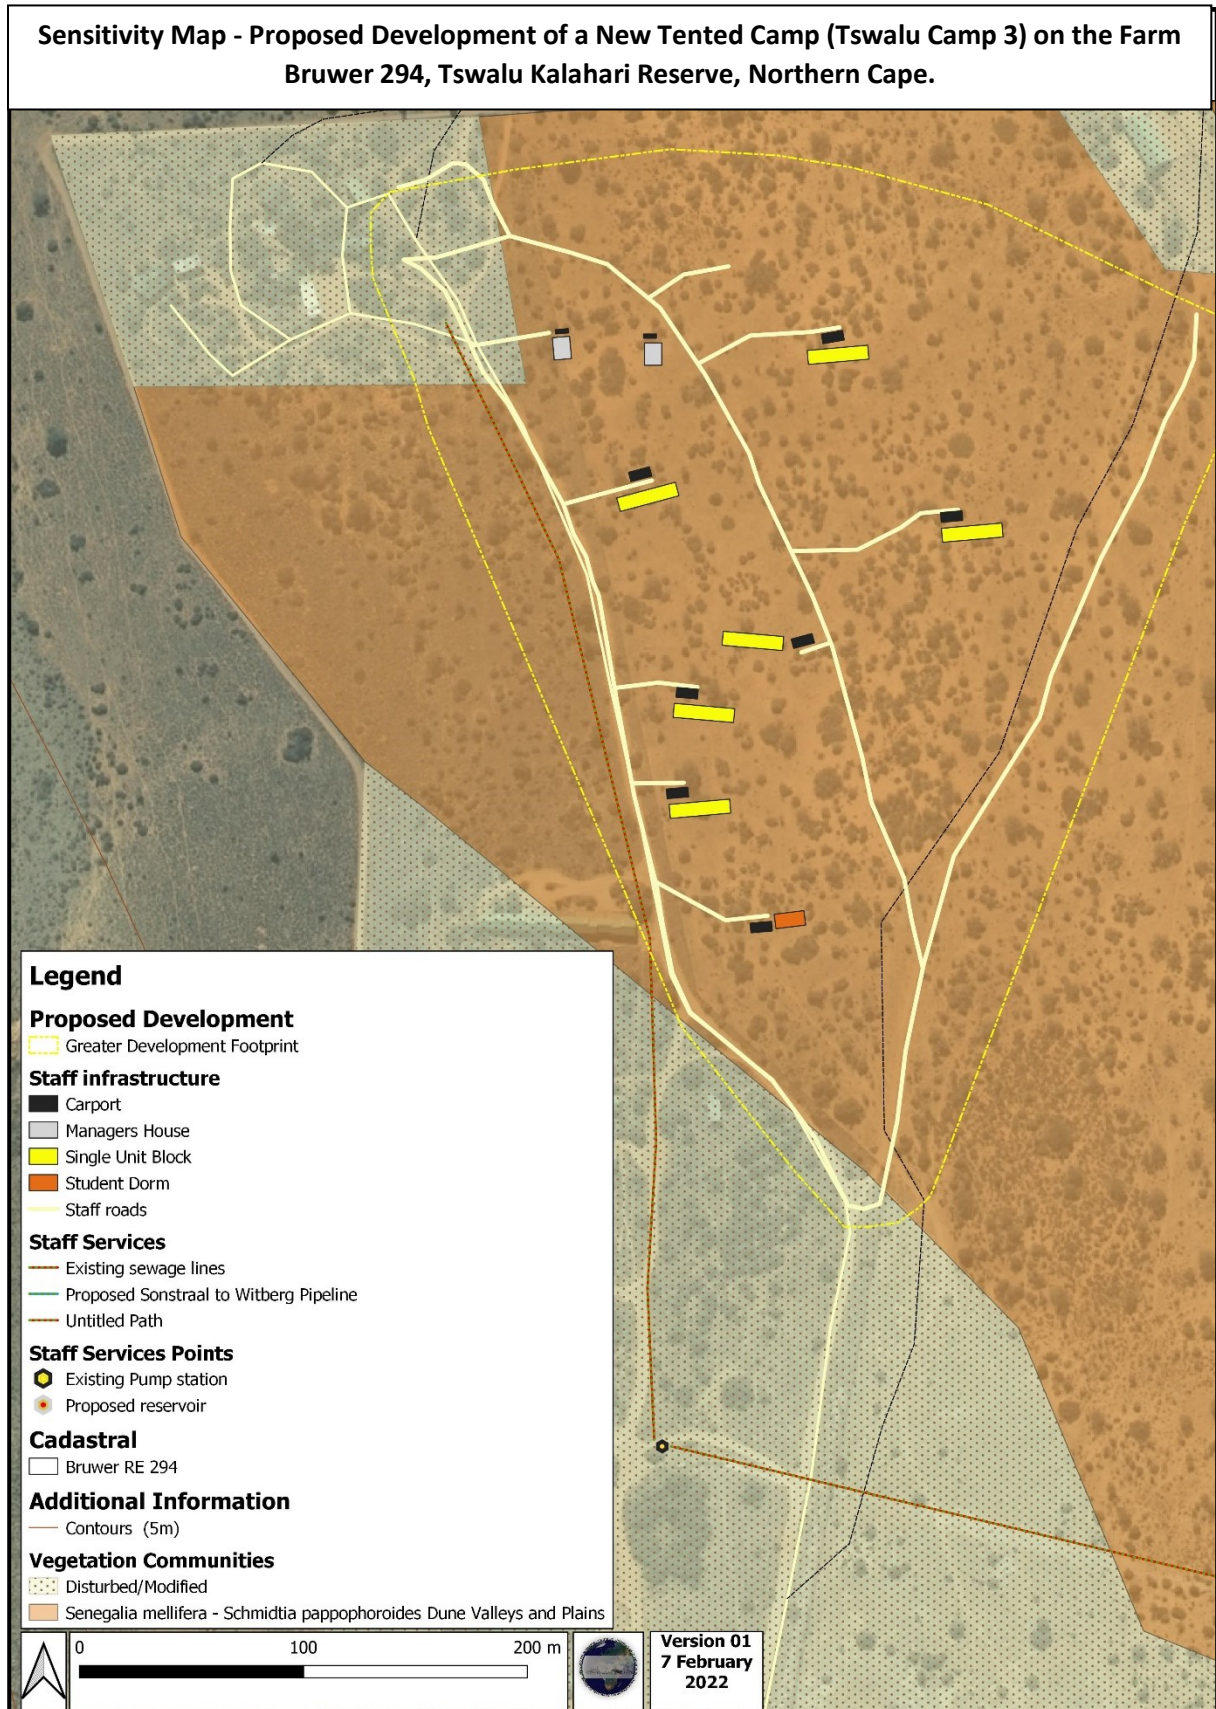 Sensitivity Map - Proposed Development of a New Tented Camp (Tswalu Camp 3) on the Farm
Bruwer 294, Tswalu Kalahari Reserve, Northern Cape.
Legend
Proposed Development
Greater Development Footprint
Staff infrastructure
Carport
Managers House
Single Unit Block
Student Dorm
Staff roads
Staff Services
Existing sewage lines
Proposed Sonstraal to Witberg Pipeline
Untitled Path
Staff Services Points
Existing Pump station
Proposed reservoir
Cadastral
Bruwer RE 294
Additional Information
Contours (5m)
Vegetation Communities
Disturbed/Modified
Senegalia mellifera - Schmidtia pappophoroides Dune Valleys and Plains
0 100 200 m
Version 01
7 February
2022